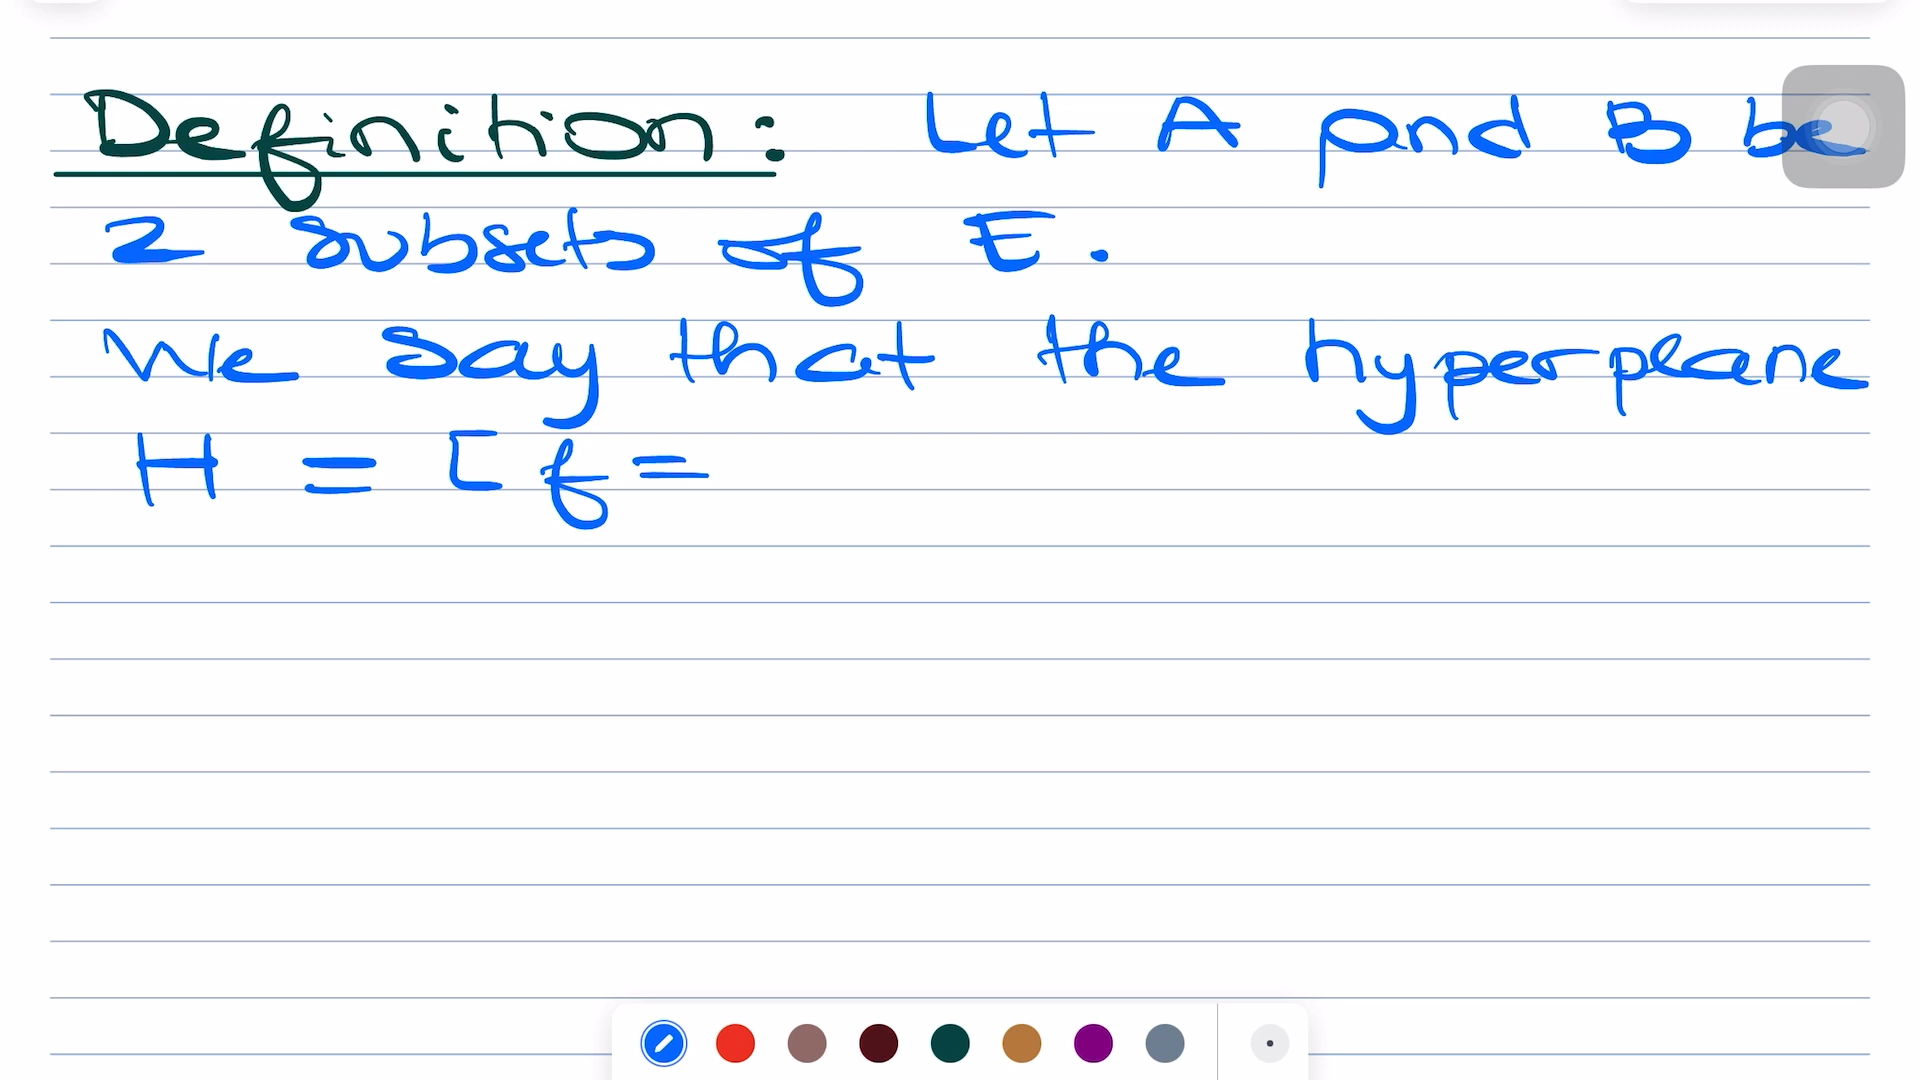 Definition: Let A and B be
2 subsets of E.
We say that the hyperplane
H = [f =